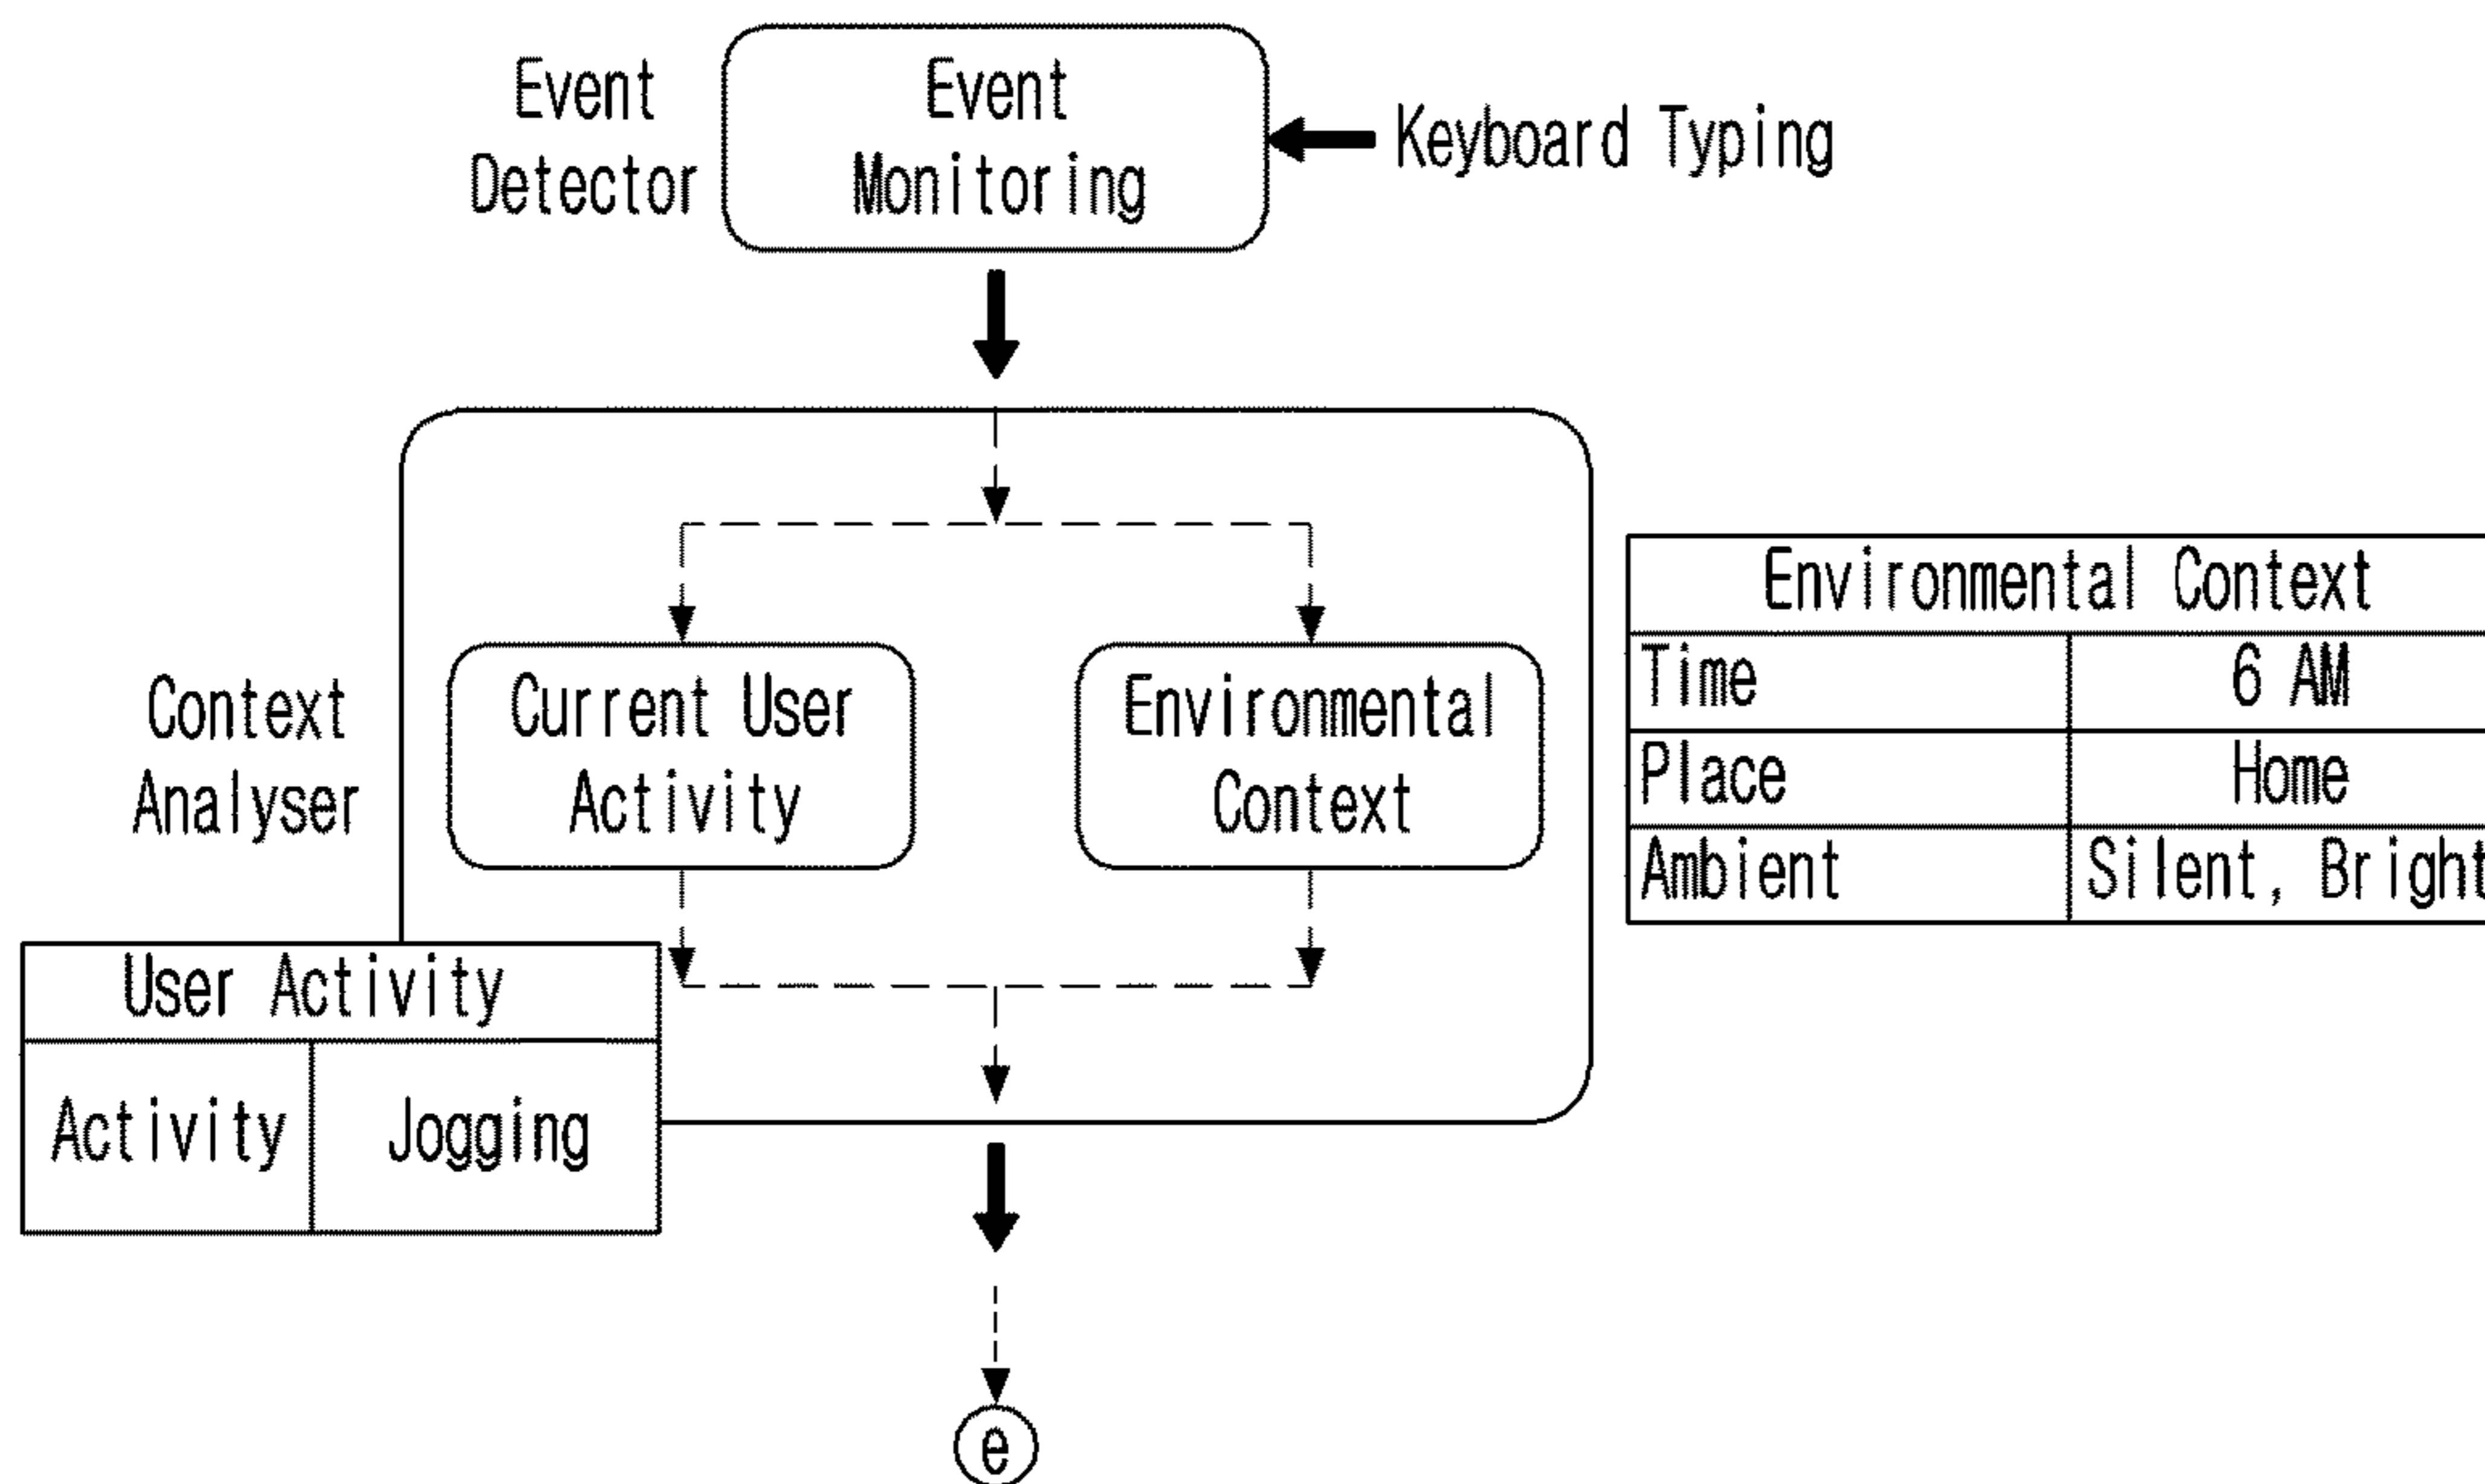 Event
Detector
Event
Monitoring
Keyboard Typing
Context
Analyser
Current User
Activity
Environmental
Context
Environmental Context
Time 6 AM
Place Home
Ambient Silent, Bright
User Activity
Activity Jogging
e